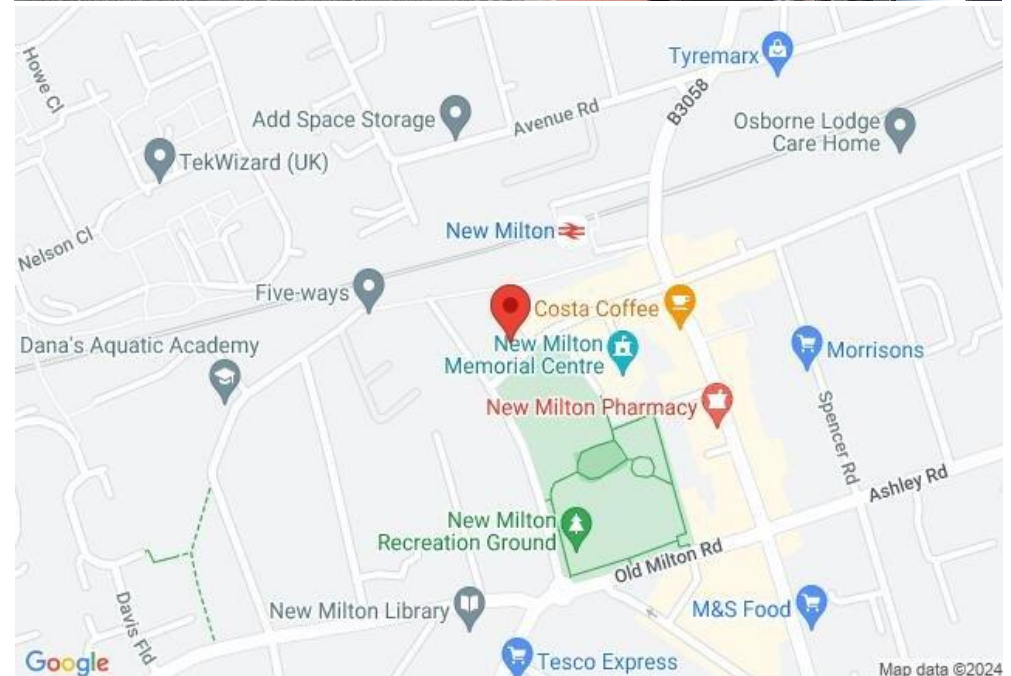 Howe Cl
Tyremarx
B3058
Add Space Storage
Avenue Rd
Osborne Lodge
Care Home
TekWizard (UK)
New Milton
Nelson Cl
Five-ways
Costa Coffee
Dana's Aquatic Academy
New Milton
Memorial Centre
Morrisons
New Milton Pharmacy
Spencer Rd
Ashley Rd
New Milton
Recreation Ground
Old Milton Rd
Davis Fld
New Milton Library
M&S Food
Google
Tesco Express
Map data ©2024